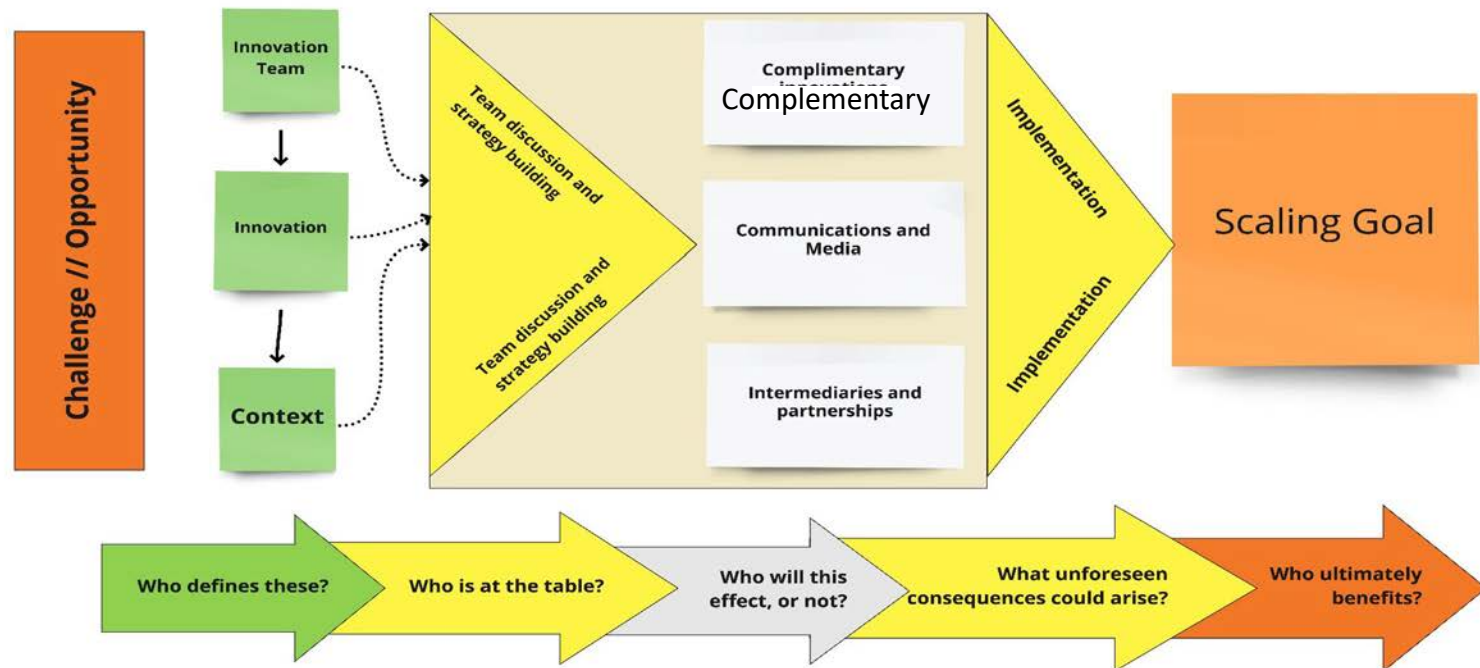 Challenge // Opportunity
Innovation
Team
Innovation
Context
Team discussion and
strategy building
Team discussion and
strategy building
Complimentary
Complementary
Communications and
Media
Intermediaries and
partnerships
Implementation
Implementation
Scaling Goal
Who defines these?
Who is at the table?
Who will this
effect, or not?
What unforeseen
consequences could arise?
Who ultimately
benefits?